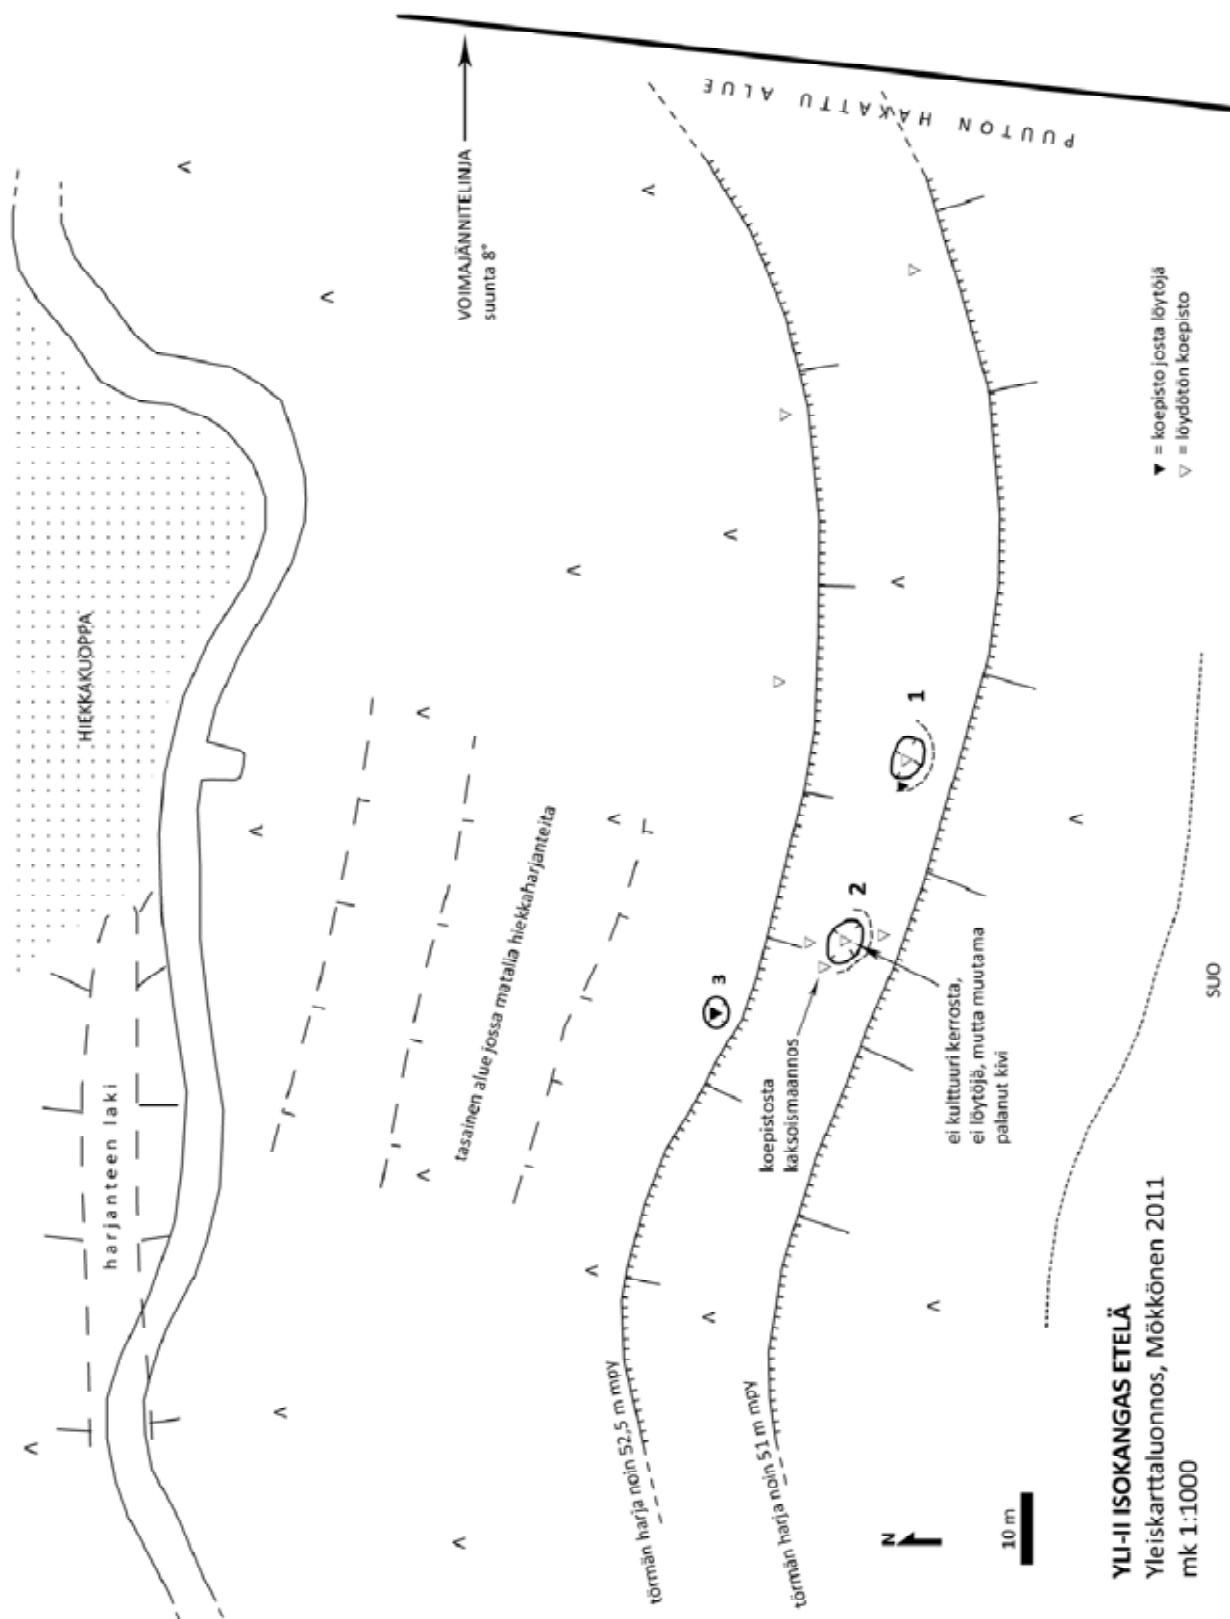 HIEKKAKUOPPA
harjanteen laki
VOIMAJÄNNITELINJA
suunta 8°
PUUTON HAKATTU ALUE
tasainen alue jossa matalia hiekkaharjanteita
1
2
3
koepistosta
kaksoismaannos
ei kulttuuri kerrosta,
ei löytöjä, mutta muutama
palanut kivi
törmän harja noin 52,5 m mpy
törmän harja noin 51 m mpy
▼ = koepisto josta löytöjä
▽ = löydötön koepisto
SUO
N
10 m
YLI-II ISOKANGAS ETELÄ
Yleiskarttaluonnos, Mökkönen 2011
mk 1:1000